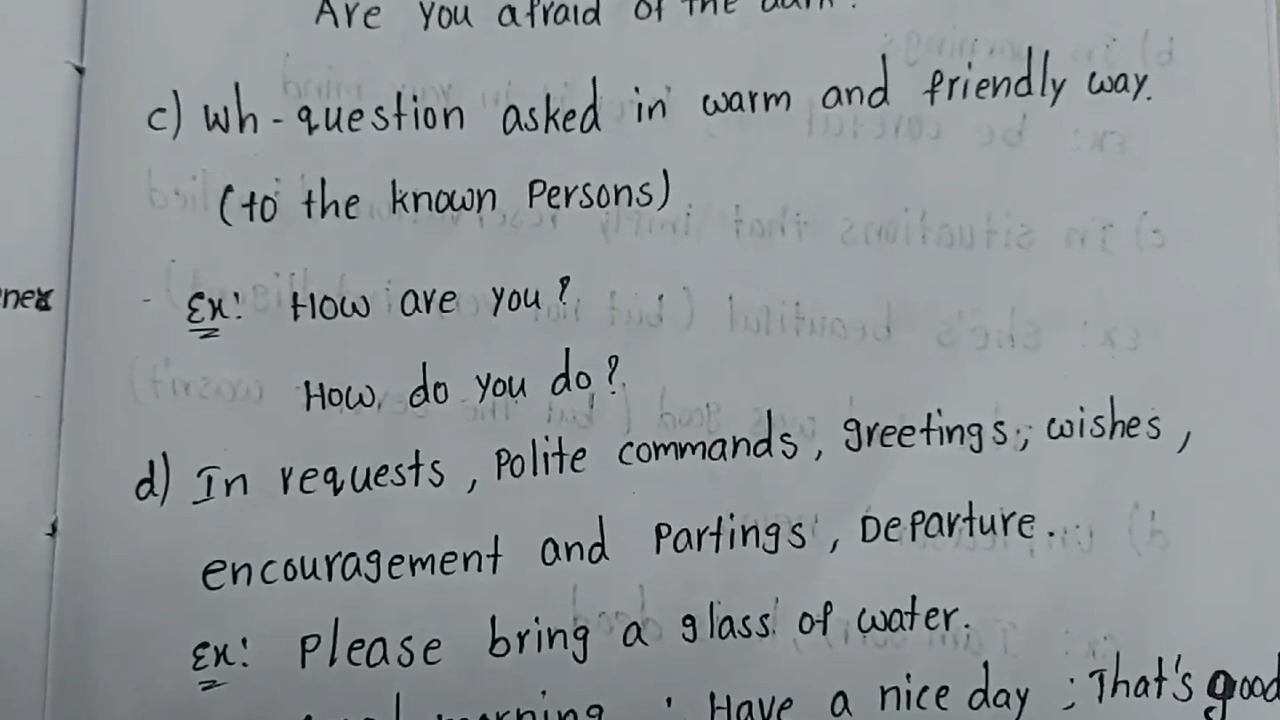 Are you afraid of the dark?
c) Wh-question asked in warm and friendly way.
(to the known Persons)
Ex: How are you?
How do you do?
d) In requests, Polite commands, greetings, wishes,
encouragement and Partings, Departure.
Ex: Please bring a glass of water.
morning ; Have a nice day ; That's good